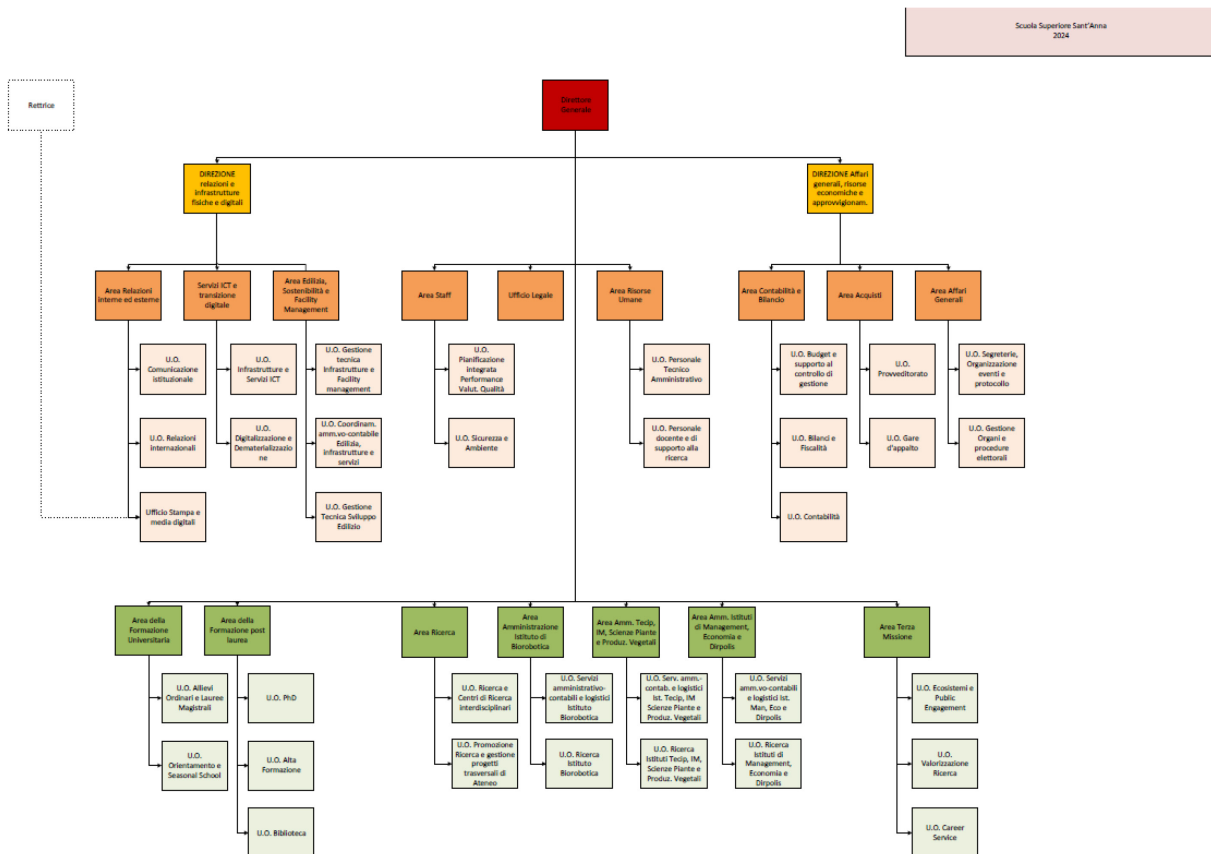 Scuola Superiore Sant'Anna
2024
Rettrice
Direttore
Generale
DIREZIONE
relazioni e
infrastrutture
fisiche e digitali
DIREZIONE Affari
generali, risorse
economiche e
approvvigionam.
Area Relazioni
interne ed esterne
Servizi ICT e
transizione
digitale
Area Edilizia,
Sostenibilità e
Facility
Management
Area Staff
Ufficio Legale
Area Risorse
Umane
Area Contabilità e
Bilancio
Area Acquisti
Area Affari
Generali
U.O.
Comunicazione
istituzionale
U.O.
Infrastrutture e
Servizi ICT
U.O. Gestione
tecnica
Infrastrutture e
Facility
management
U.O.
Planificazione
integrata
Performance
Valut. Qualità
U.O. Personale
Tecnico
Amministrativo
U.O. Budget e
supporto al
controllo di
gestione
U.O.
Provveditorato
U.O. Segreterie,
Organizzazione
eventi e
protocollo
U.O. Relazioni
internazionali
U.O.
Digitalizzazione e
Dematerializzazio
ne
U.O. Coordinam.
amm.vo-contabile
Edilizia,
infrastrutture e
servizi
U.O. Sicurezza e
Ambiente
U.O. Personale
docente e di
supporto alla
ricerca
U.O. Bilanci e
Fiscalità
U.O. Gare
d'appalto
U.O. Gestione
Organi e
procedure
elettorali
Ufficio Stampa e
media digitali
U.O. Gestione
Tecnica Sviluppo
Edilizio
U.O. Contabilità
Area della
Formazione
Universitaria
Area della
Formazione post
laurea
Area Ricerca
Area
Amministrazione
Istituto di
Biorobotica
Area Amm. Tecip,
IM, Scienze Piante
e Produz. Vegetali
Area Amm. Istituti
di Management,
Economia e
Dirpolis
Area Terza
Missione
U.O. Allievi
Ordinari e Lauree
Magistrali
U.O. PhD
U.O. Ricerca e
Centri di Ricerca
interdisciplinari
U.O. Servizi
amministrativo-
contabili e logistici
Istituto
Biorobotica
U.O. Serv. amm.-
contab. e logistici
Ist. Tecip, IM
Scienze Piante e
Produz. Vegetali
U.O. Servizi
amm.vo-contabili
e logistici Ist.
Man, Eco e
Dirpolis
U.O. Ecosistemi e
Public
Engagement
U.O.
Orientamento e
Seasonal School
U.O. Alta
Formazione
U.O. Promozione
Ricerca e gestione
progetti
trasversali di
Ateneo
U.O. Ricerca
Istituto
Biorobotica
U.O. Ricerca
Istituti Tecip, IM,
Scienze Piante e
Produz. Vegetali
U.O. Ricerca
Istituti di
Management,
Economia e
Dirpolis
U.O.
Valorizzazione
Ricerca
U.O. Biblioteca
U.O. Career
Service